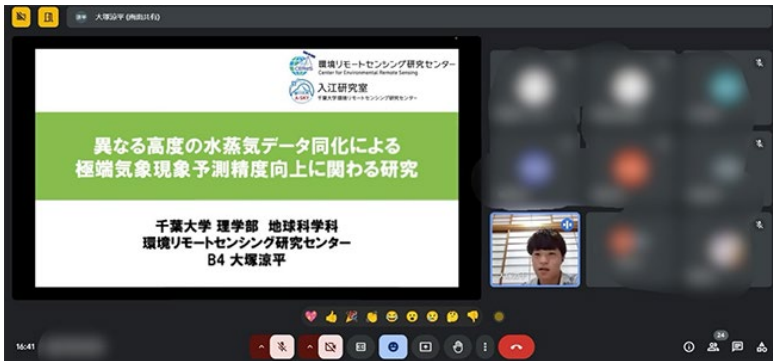 大塚涼平 (画面共有)
環境リモートセンシング研究センター
Center for Environmental Remote Sensing
入江研究室
千葉大学環境リモートセンシング研究センター
A-SKY
異なる高度の水蒸気データ同化による
極端気象現象予測精度向上に関わる研究
千葉大学 理学部 地球科学科
環境リモートセンシング研究センター
B4 大塚涼平
24
16:41